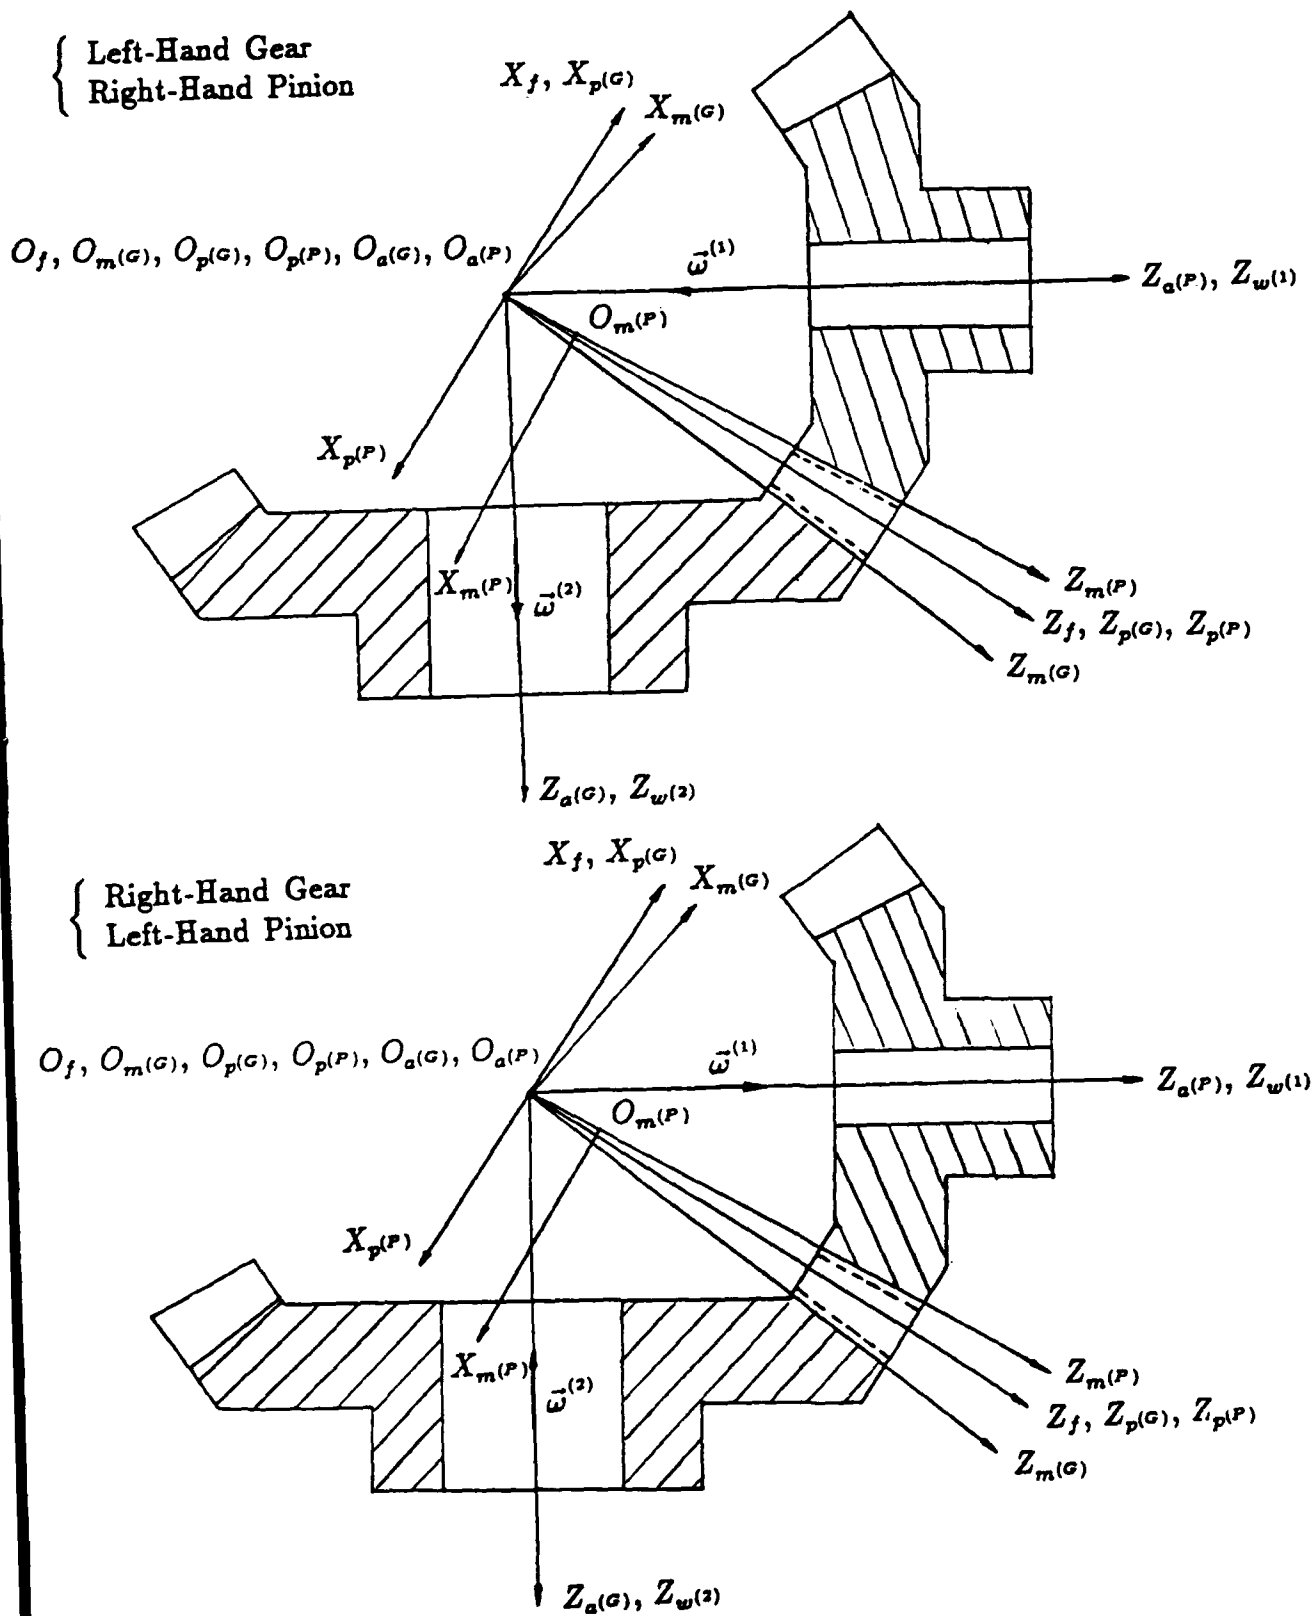 Left-Hand Gear
Right-Hand Pinion
X_f, X_p(G)
X_m(G)
O_f, O_m(G), O_p(G), O_p(P), O_a(G), O_a(P)
ω⃗^(1)
Z_a(P), Z_w(1)
O_m(P)
X_p(P)
X_m(P)
ω⃗^(2)
Z_m(P)
Z_f, Z_p(G), Z_p(P)
Z_m(G)
Z_a(G), Z_w(2)
X_f, X_p(G)
X_m(G)
Right-Hand Gear
Left-Hand Pinion
O_f, O_m(G), O_p(G), O_p(P), O_a(G), O_a(P)
ω⃗^(1)
Z_a(P), Z_w(1)
O_m(P)
X_p(P)
X_m(P)
ω⃗^(2)
Z_m(P)
Z_f, Z_p(G), Z_p(P)
Z_m(G)
Z_a(G), Z_w(2)